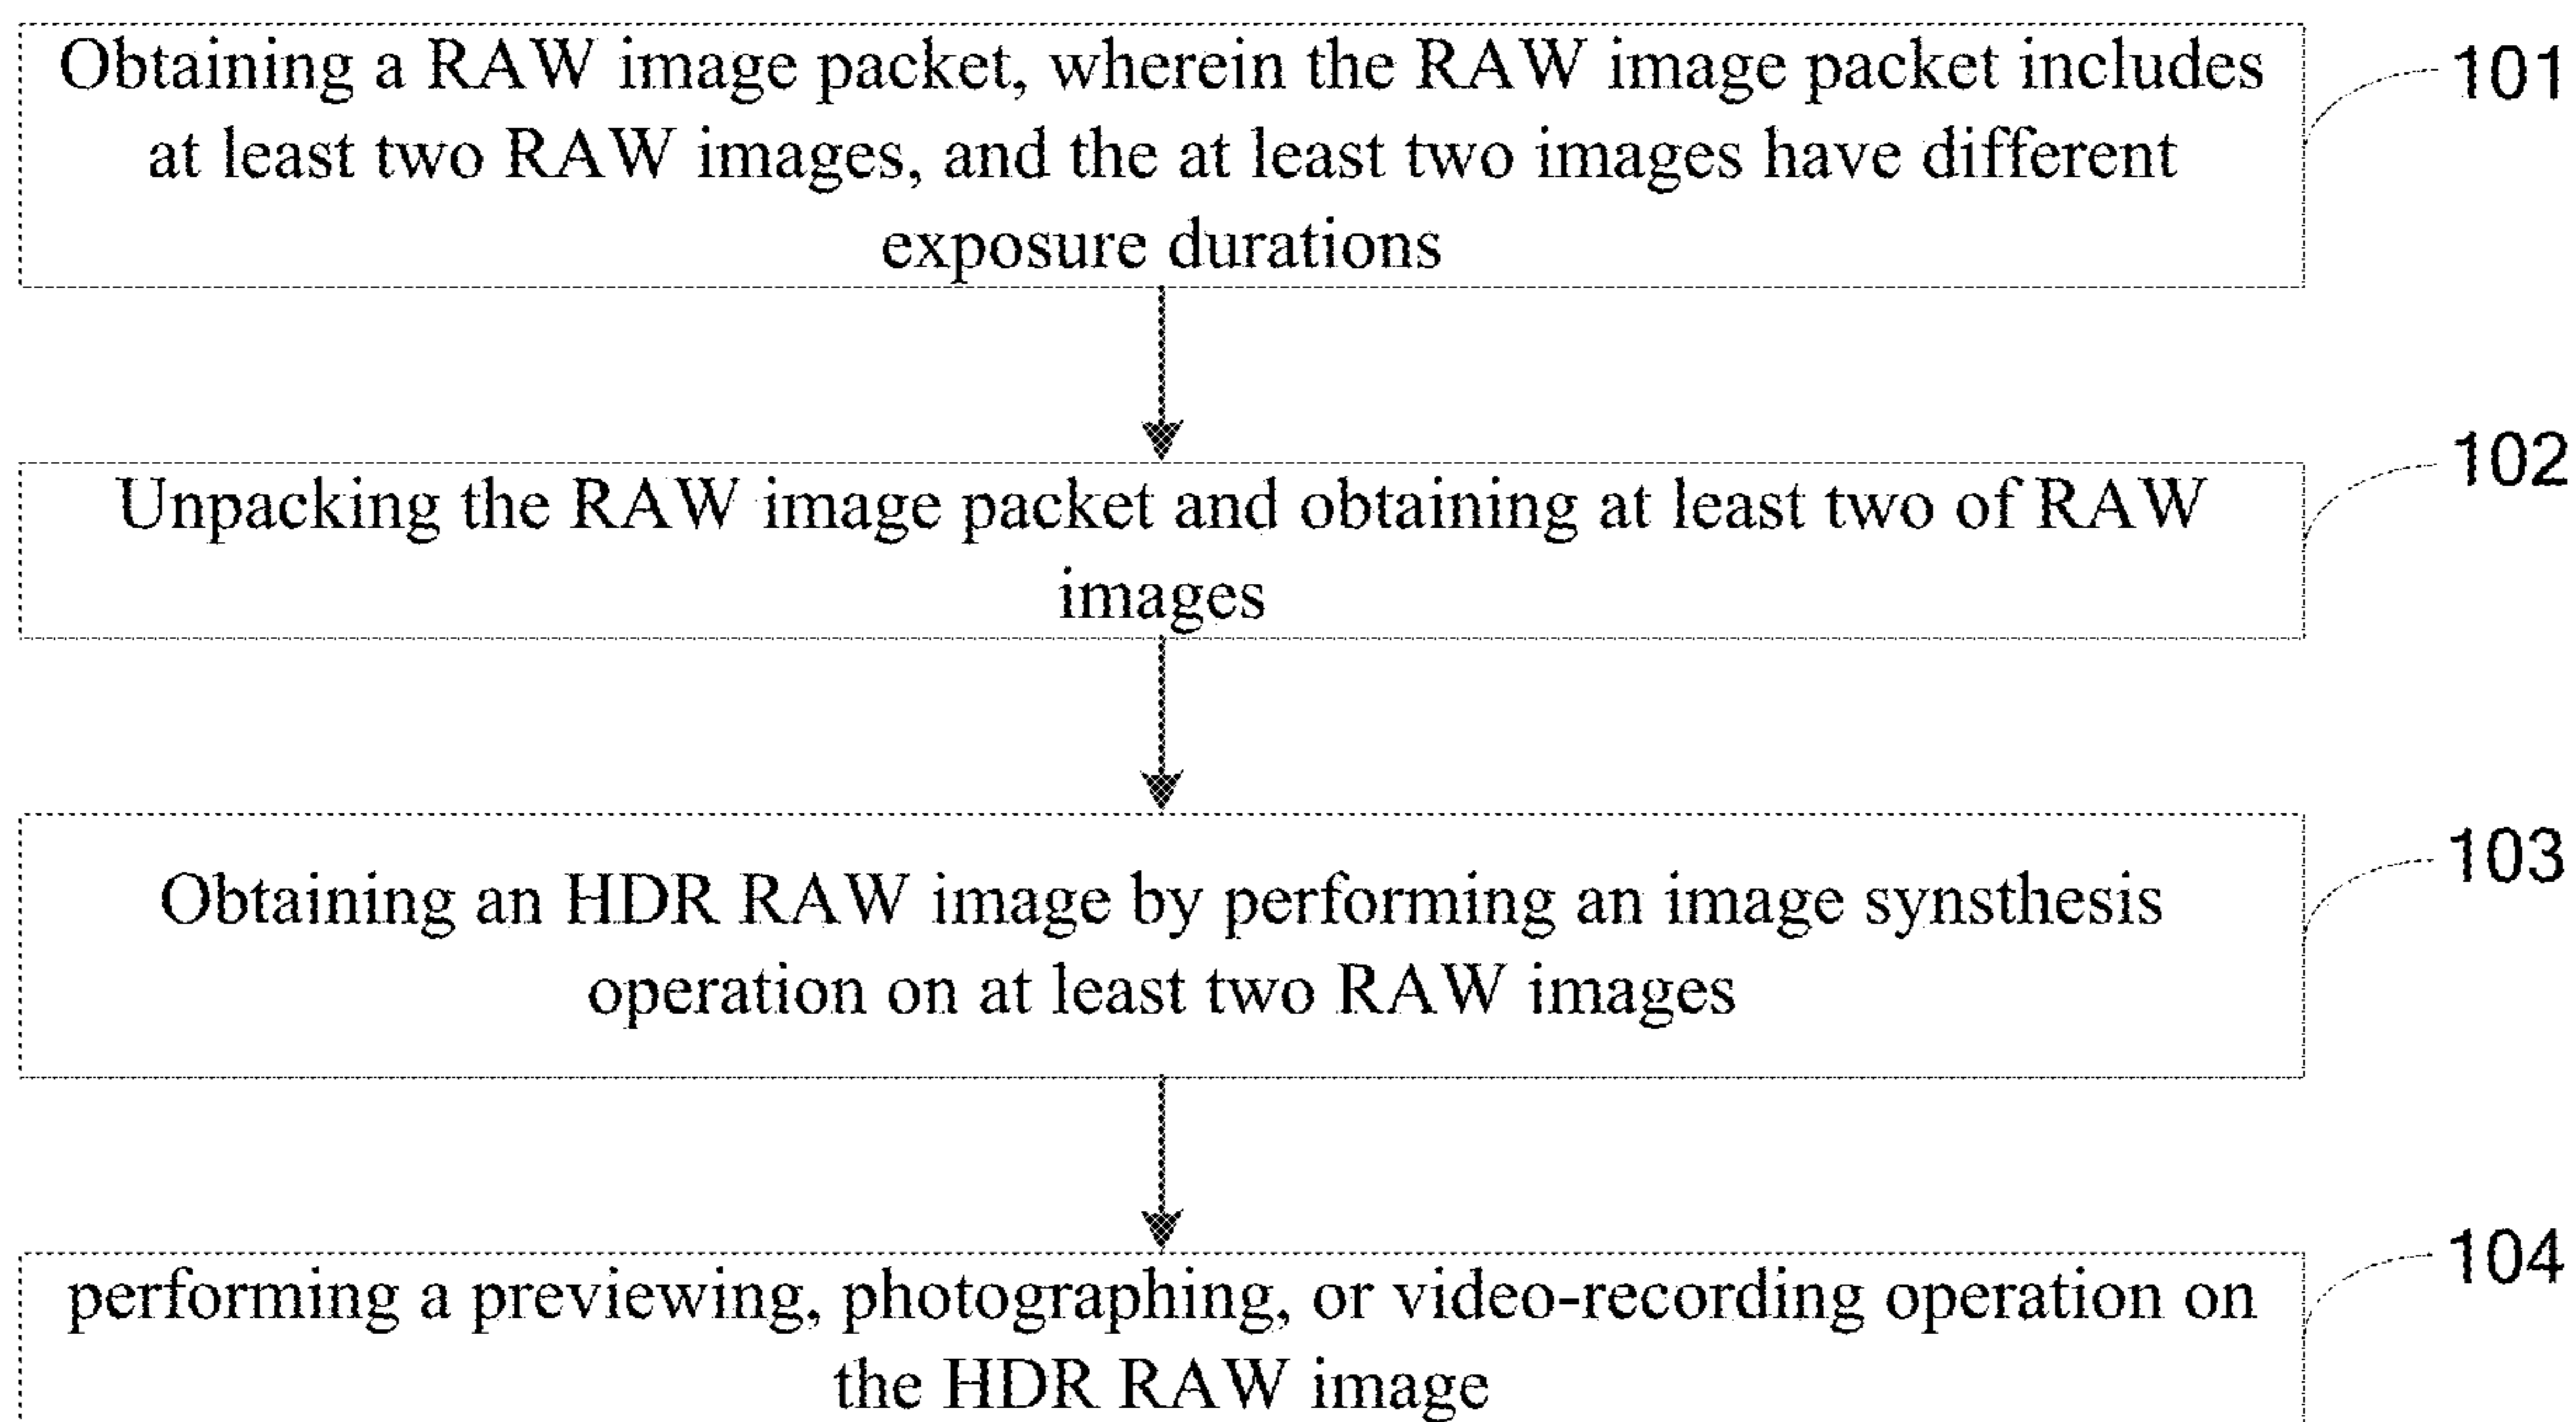 Obtaining a RAW image packet, wherein the RAW image packet includes
101
at least two RAW images, and the at least two images have different
exposure durations
102
Unpacking the RAW image packet and obtaining at least two of RAW
images
103
Obtaining an HDR RAW image by performing an image synsthesis
operation on at least two RAW images
104
performing a previewing, photographing, or video-recording operation on
the HDR RAW image